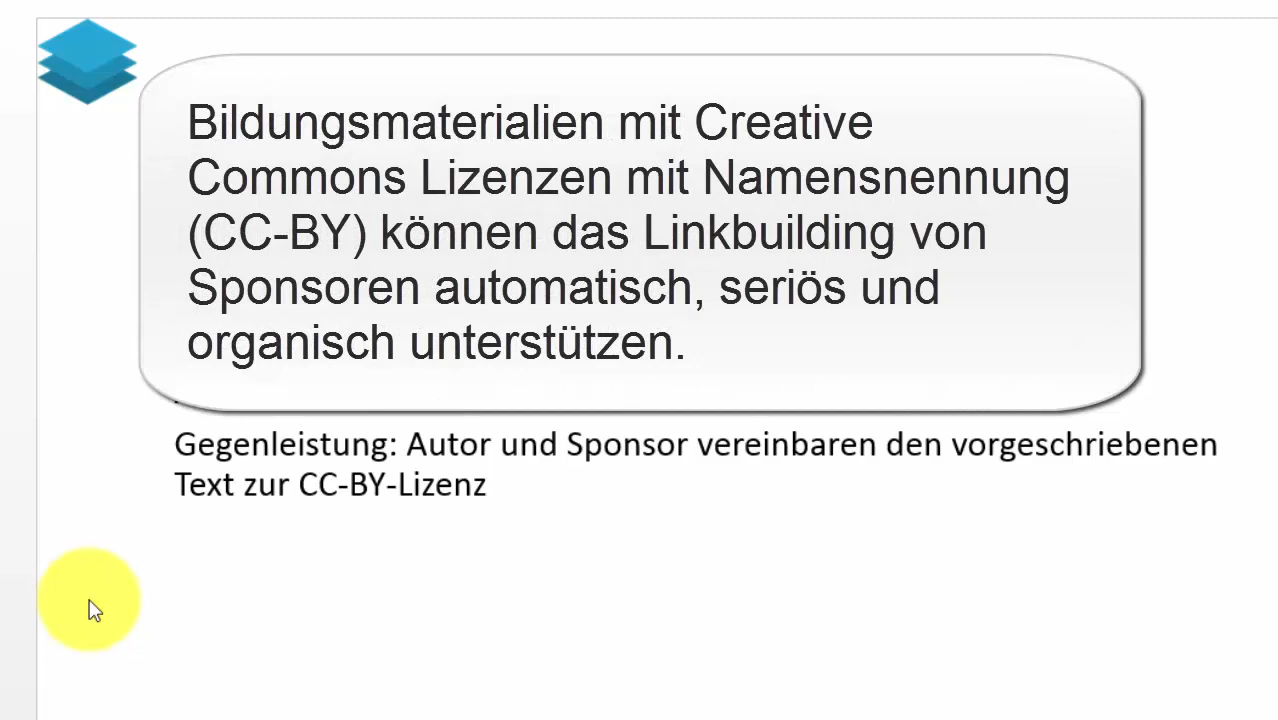 Bildungsmaterialien mit Creative
Commons Lizenzen mit Namensnennung
(CC-BY) können das Linkbuilding von
Sponsoren automatisch, seriös und
organisch unterstützen.
Gegenleistung: Autor und Sponsor vereinbaren den vorgeschriebenen
Text zur CC-BY-Lizenz